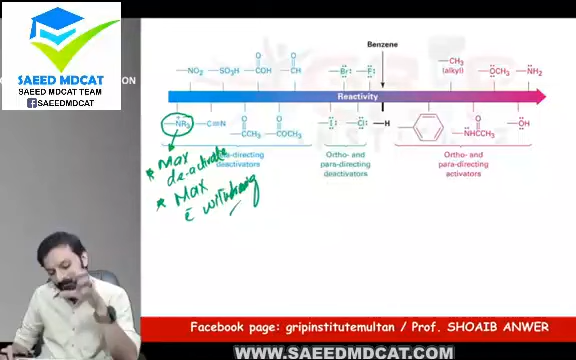 SAEED MDCAT
SAEED MDCAT TEAM
SAEEDMDCAT
ON
Benzene
—NO₂ —SO₃H O —COH O —CH —Br: —F: —CH₃ (alkyl) —OCH₃ —NH₂
Reactivity
—NR₃ —C≡N O —CCH₃ O —COCH₃ —I: —Cl: —H O —NHCCH₃ —OH
-directing deactivators
Ortho- and para-directing deactivators
Ortho- and para-directing activators
* Max
de-activate
* Max
ē withdrawing
Facebook page: gripinstitutemultan / Prof. SHOAIB ANWER
WWW.SAEEDMDCAT.COM